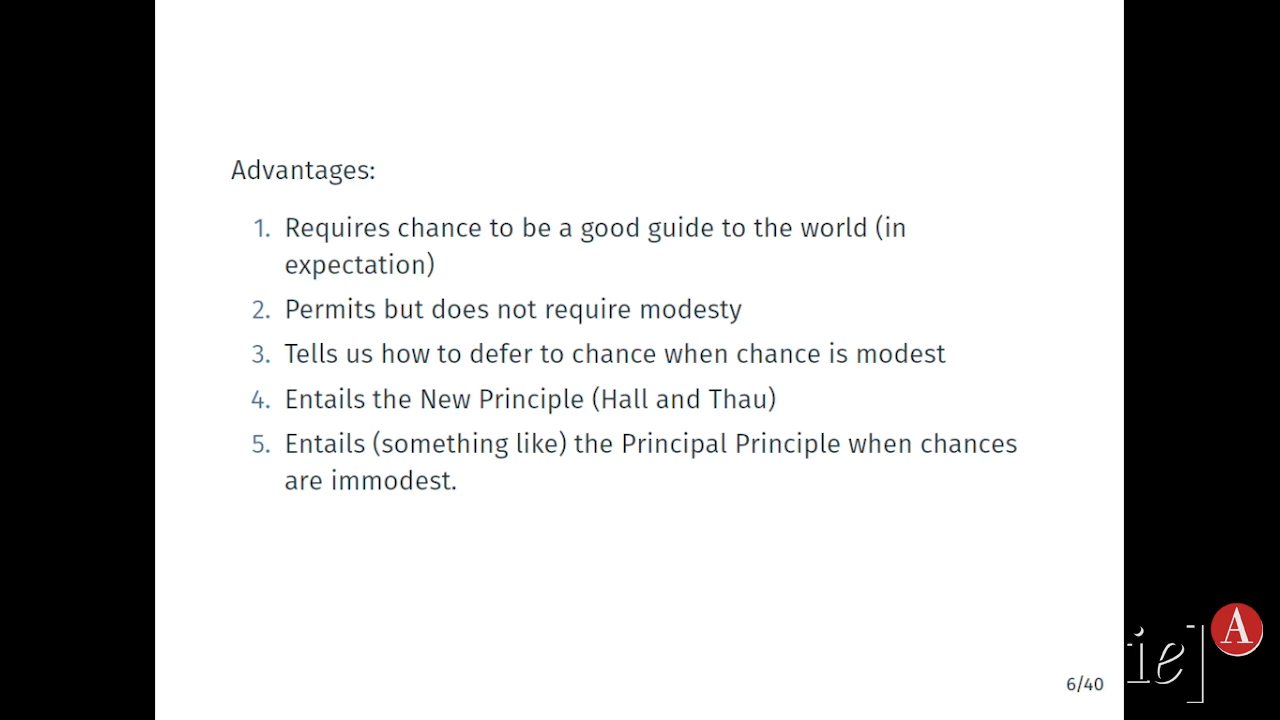 Advantages:
1. Requires chance to be a good guide to the world (in
expectation)
2. Permits but does not require modesty
3. Tells us how to defer to chance when chance is modest
4. Entails the New Principle (Hall and Thau)
5. Entails (something like) the Principal Principle when chances
are immodest.
6/40
ie]
A